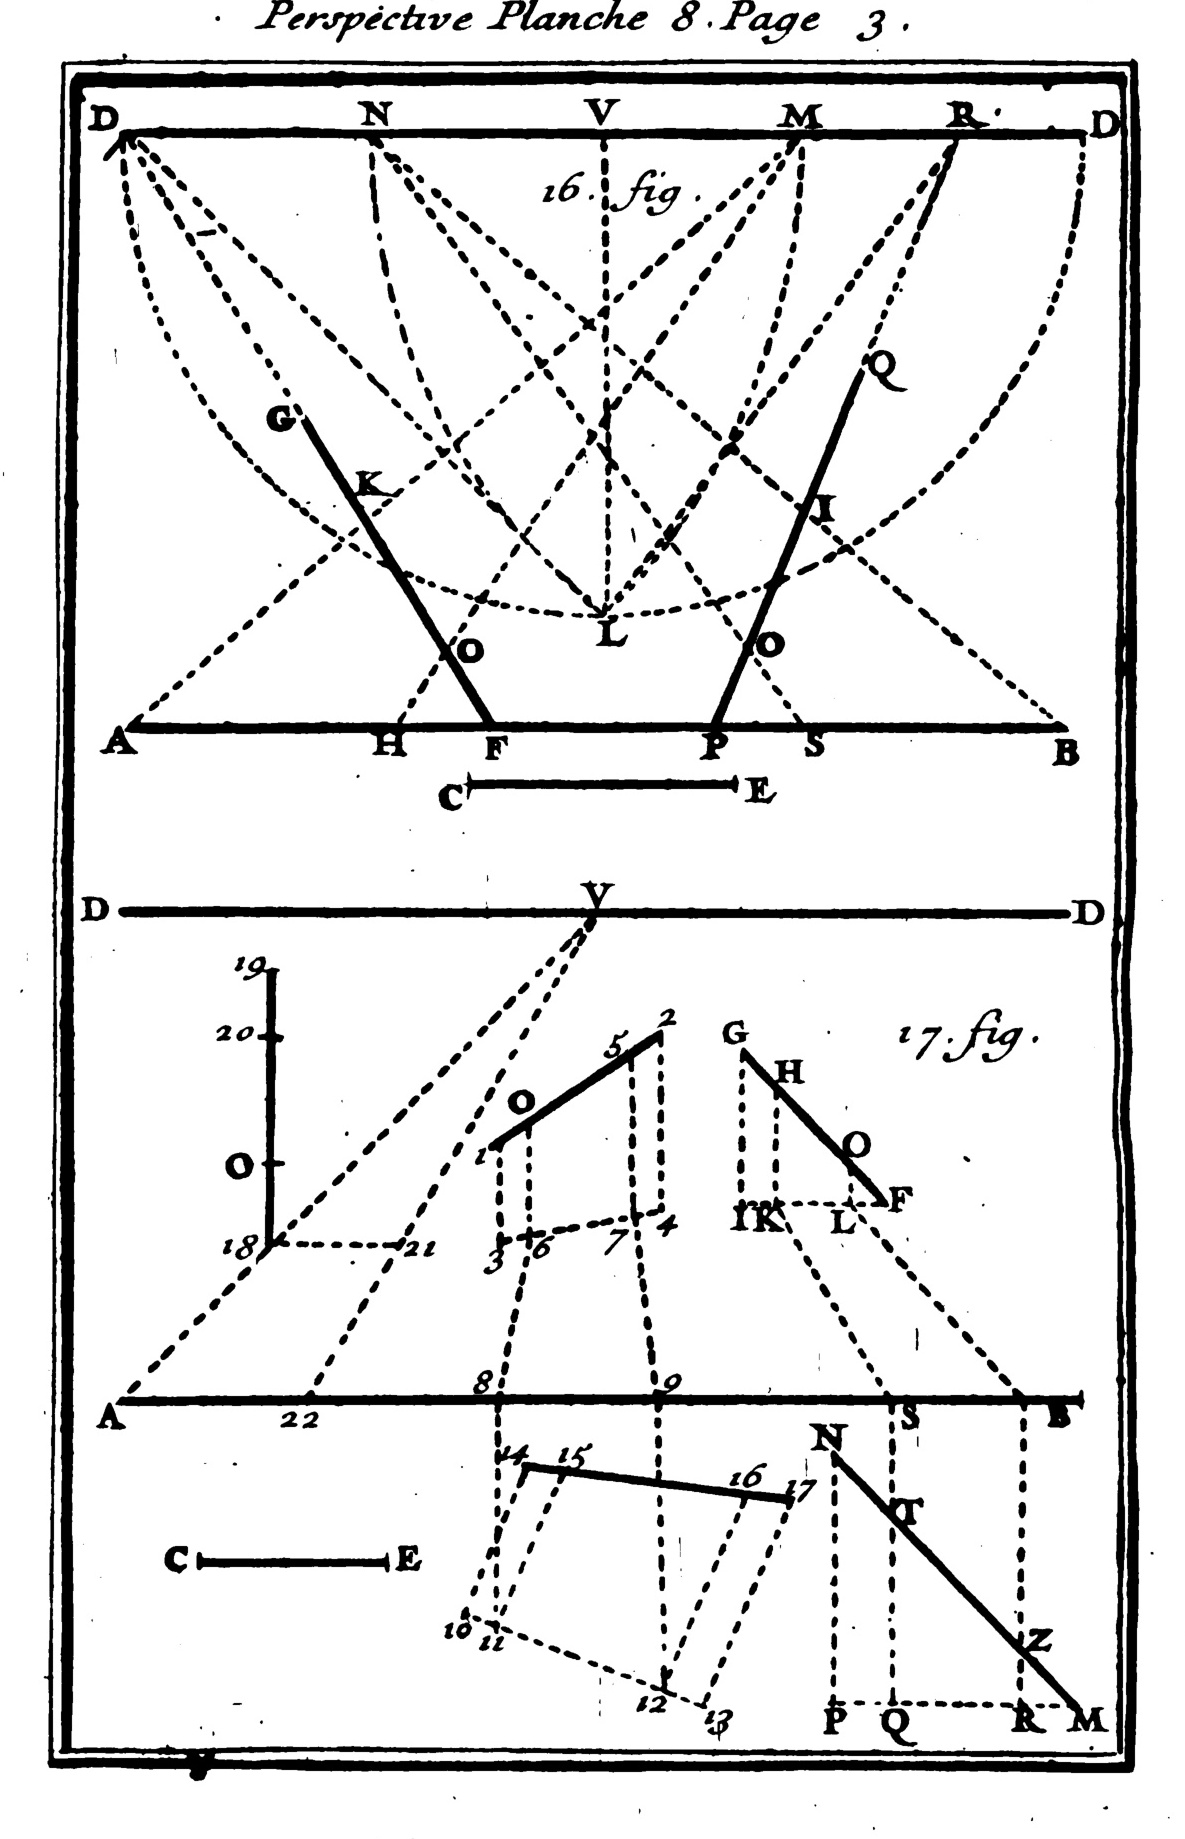 Perspective Planche 8. Page 3.
D N V M R D
16. fig.
Q
G
K
I
O O
L
A H F P S B
C E
D V D
19
20 5 2 G 17. fig.
H
O
O O
1 F
18 21 3 6 7 4 I K L
A 22 8 9 S B
14 15 16 17 N
T
C E
10 11 Z
12 13 P Q R M